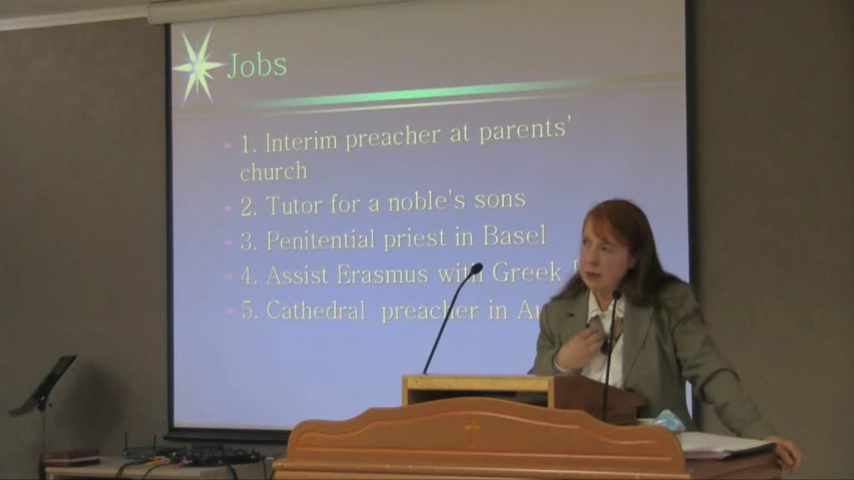 Jobs
1. Interim preacher at parents'
church
2. Tutor for a noble's sons
3. Penitential priest in Basel
4. Assist Erasmus with Greek
5. Cathedral preacher in